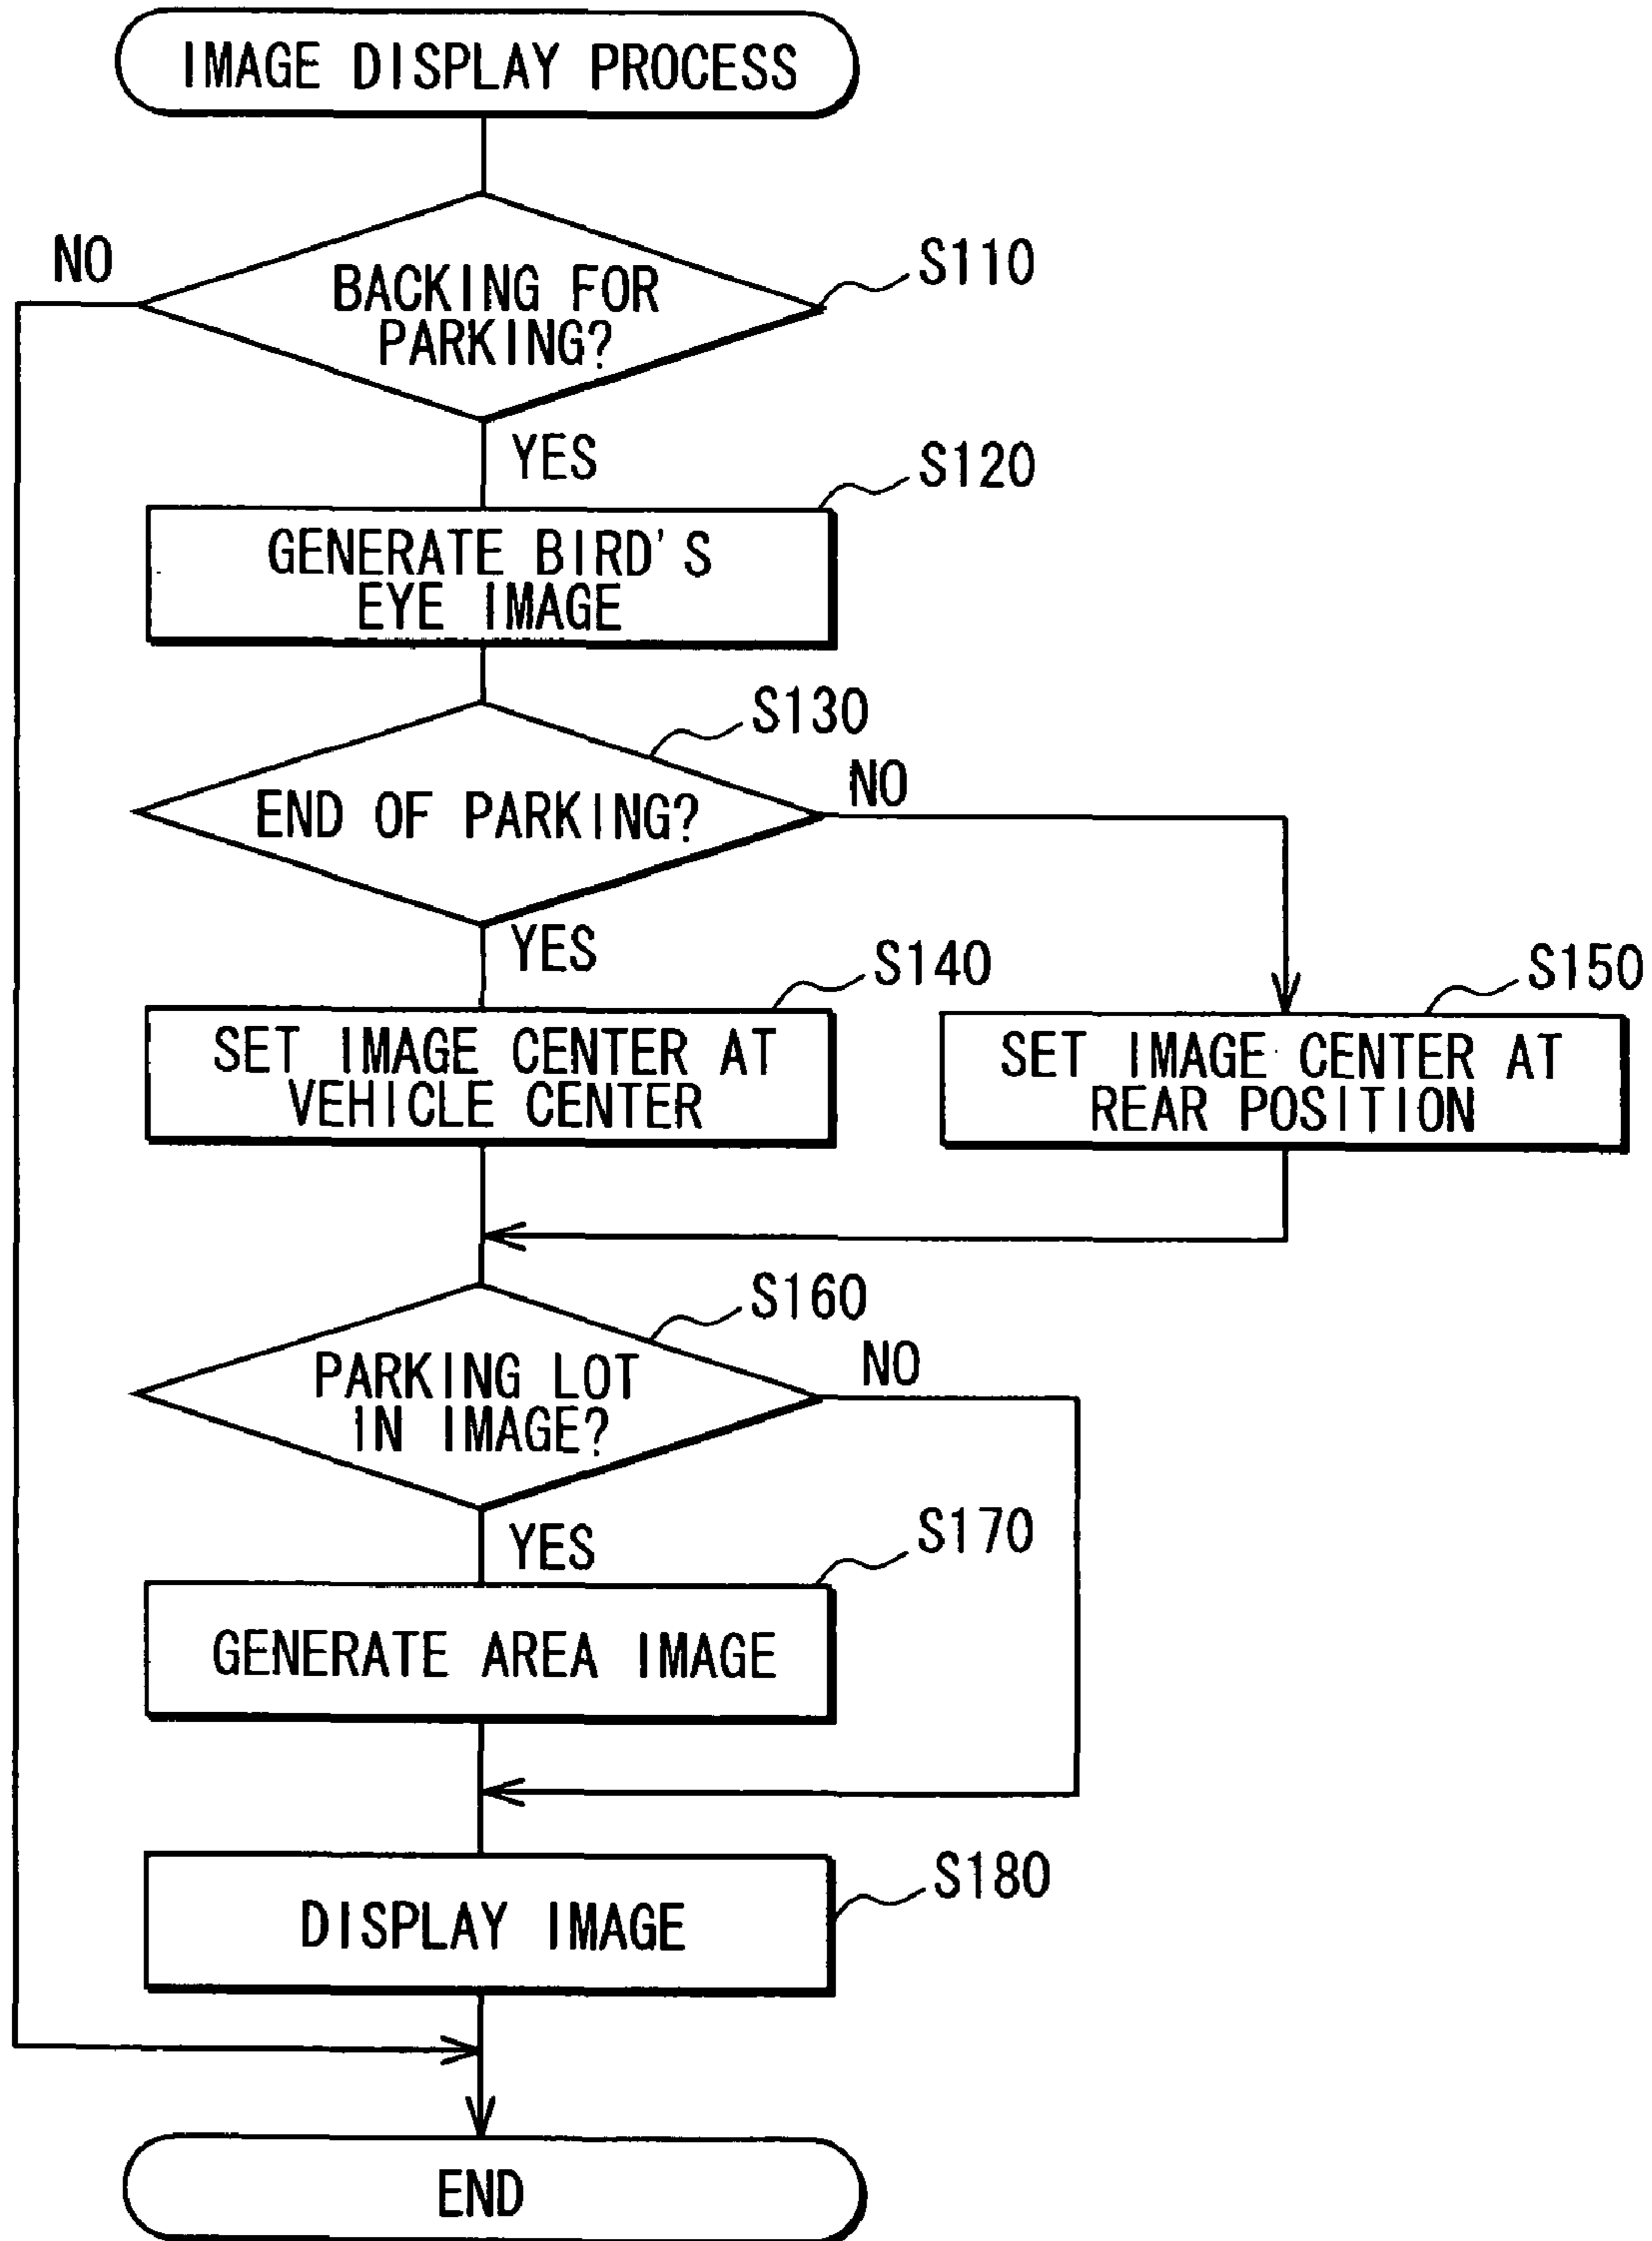 IMAGE DISPLAY PROCESS
NO
BACKING FOR
PARKING?
S110
YES
S120
GENERATE BIRD'S
EYE IMAGE
S130
END OF PARKING?
NO
YES
S140
SET IMAGE CENTER AT
VEHICLE CENTER
S150
SET IMAGE CENTER AT
REAR POSITION
S160
PARKING LOT
IN IMAGE?
NO
YES
S170
GENERATE AREA IMAGE
S180
DISPLAY IMAGE
END